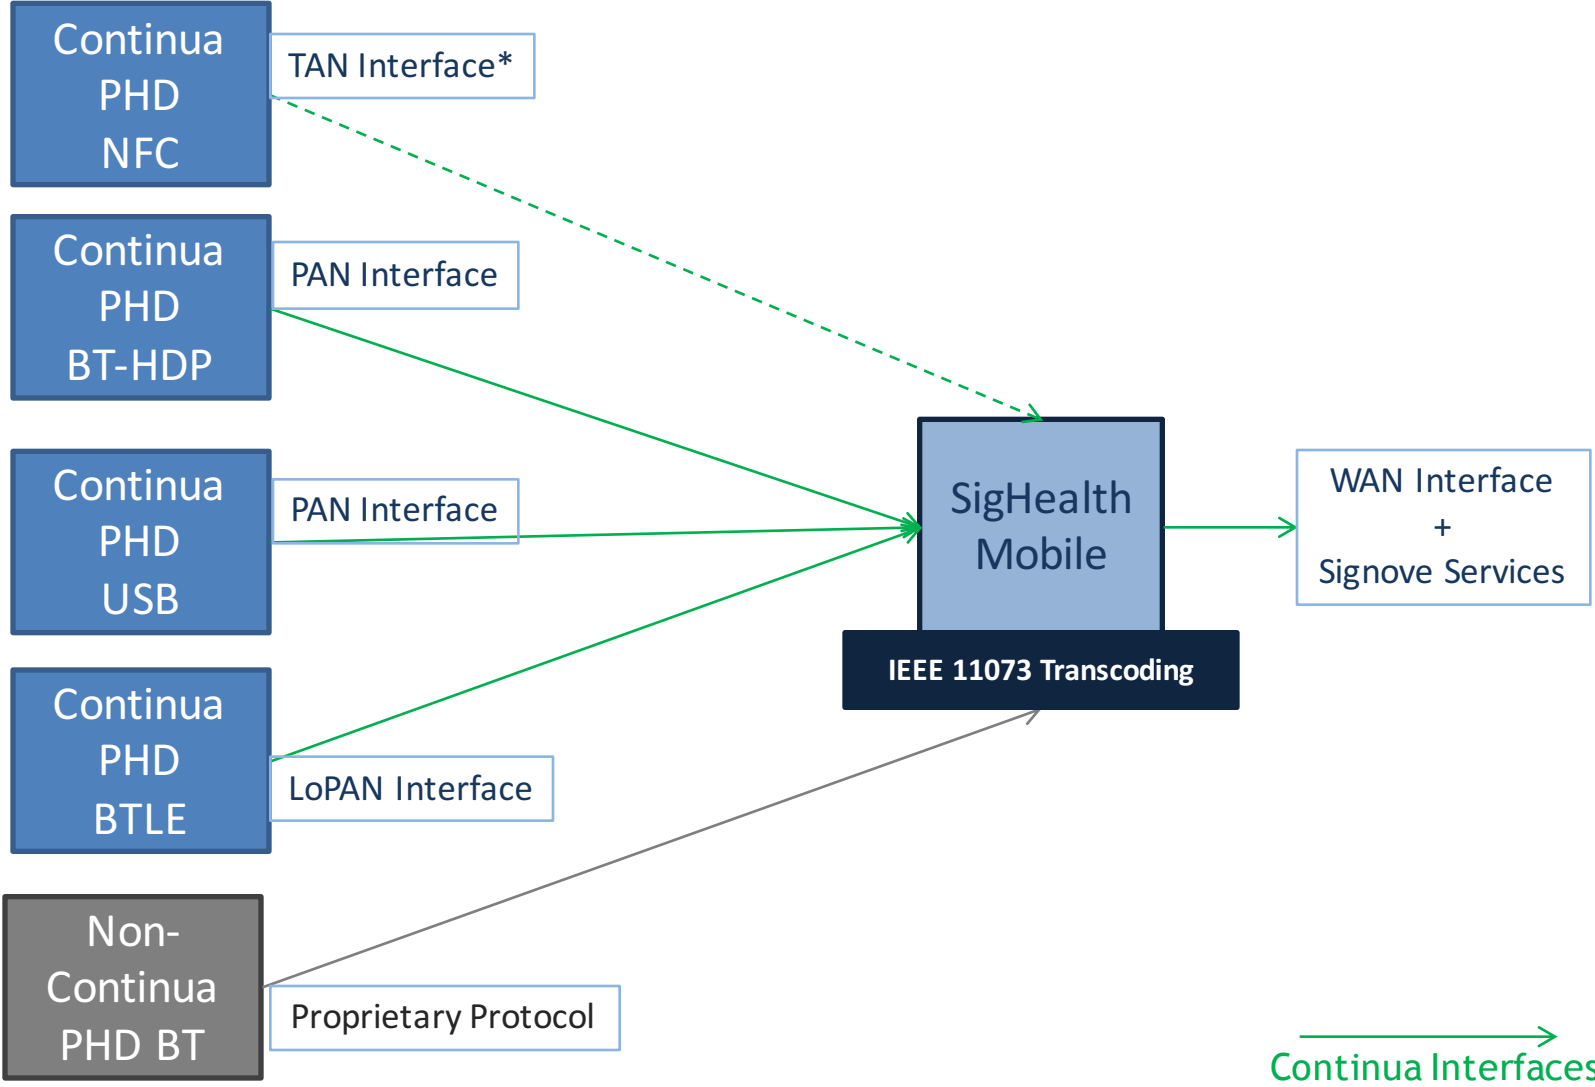 Continua
PHD
NFC
TAN Interface*
Continua
PHD
BT-HDP
PAN Interface
Continua
PHD
USB
PAN Interface
Continua
PHD
BTLE
LoPAN Interface
Non-
Continua
PHD BT
Proprietary Protocol
SigHealth
Mobile
IEEE 11073 Transcoding
WAN Interface
+
Signove Services
Continua Interfaces